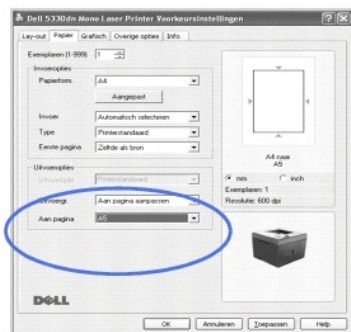 Dell 5330dn Mono Laser Printer Voorkeursinstellingen
Lay-out Papier Grafisch Overige opties Info
Exemplaren (1-999) 1
Invoeropties
Papierform. A4
Aangepast
Invoer Automatisch selecteren
Type Printerstandaard
Eerste pagina Zelfde als bron
A4 naar
A5
mm inch
Exemplaren: 1
Resolutie: 600 dpi
Uitvoeropties
Printerstandaard
Aan pagina aanpassen
Aan pagina A5
DELL
OK Annuleren Toepassen Help